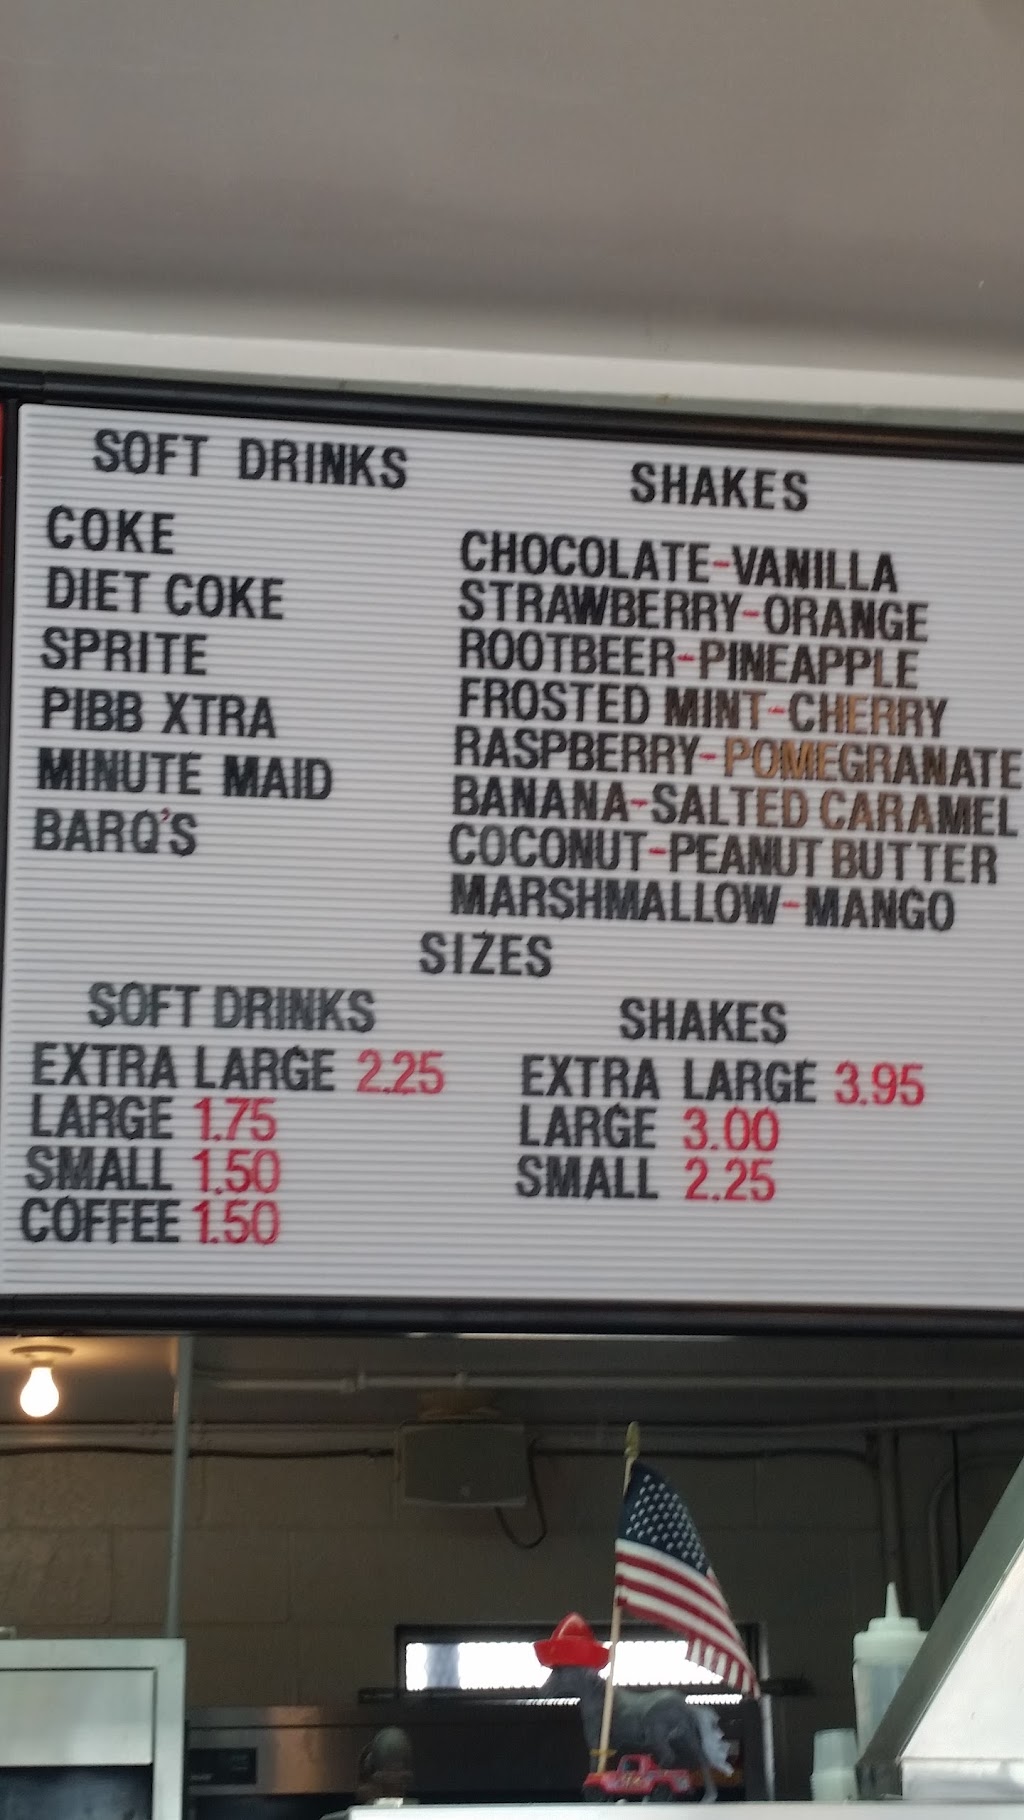 SOFT DRINKS
COKE
DIET COKE
SPRITE
PIBB XTRA
MINUTE MAID
BARQ'S
SHAKES
CHOCOLATE-VANILLA
STRAWBERRY-ORANGE
ROOTBEER-PINEAPPLE
FROSTED MINT-CHERRY
RASPBERRY-POMEGRANATE
BANANA-SALTED CARAMEL
COCONUT-PEANUT BUTTER
MARSHMALLOW-MANGO
SIZES
SOFT DRINKS
EXTRA LARGE 2.25
LARGE 1.75
SMALL 1.50
COFFEE 1.50
SHAKES
EXTRA LARGE 3.95
LARGE 3.00
SMALL 2.25